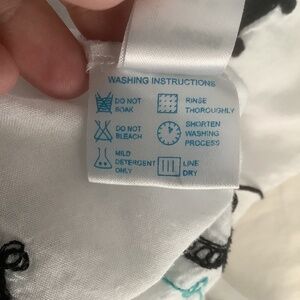 WASHING INSTRUCTIONS
DO NOT
SOAK
RINSE
THOROUGHLY
DO NOT
BLEACH
SHORTEN
WASHING
PROCESS
MILD
DETERGENT
ONLY
LINE
DRY